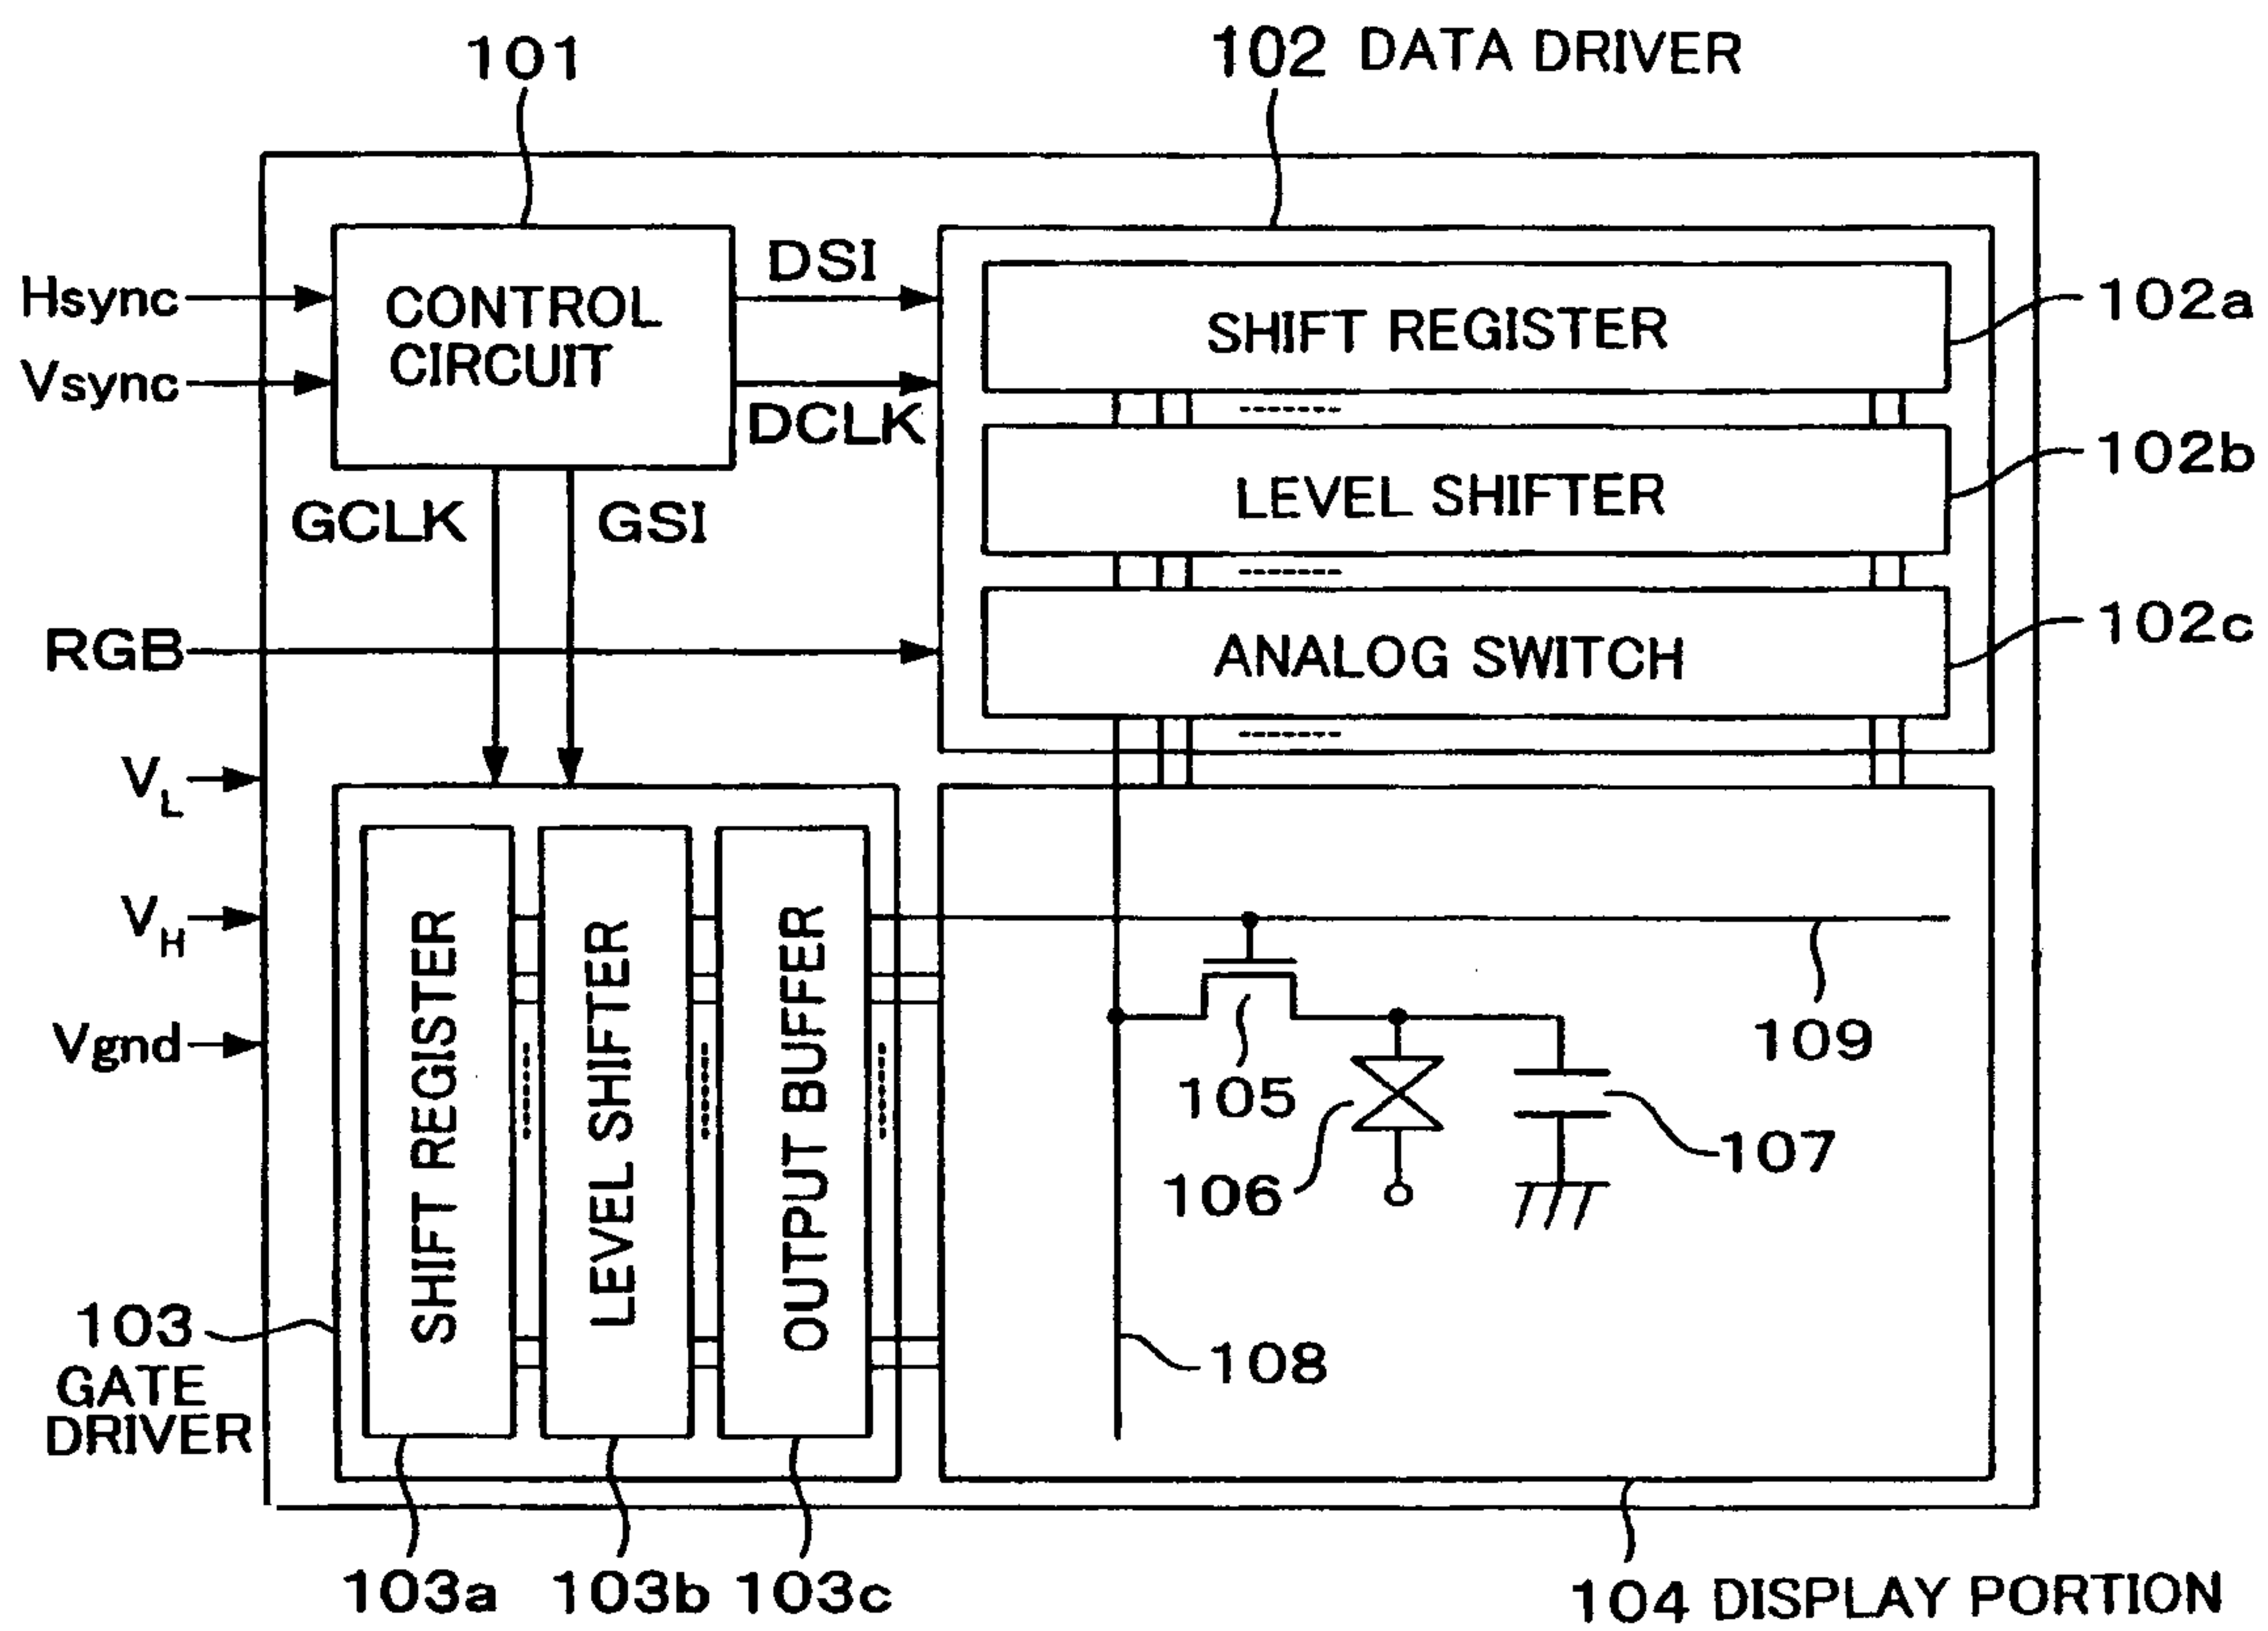 101
102 DATA DRIVER
Hsync
Vsync
CONTROL
CIRCUIT
DSI
DCLK
SHIFT REGISTER
102a
LEVEL SHIFTER
102b
GCLK
GSI
RGB
ANALOG SWITCH
102c
VL
VH
Vgnd
SHIFT REGISTER
LEVEL SHIFTER
OUTPUT BUFFER
109
105
106
107
108
103
GATE
DRIVER
103a
103b
103c
104 DISPLAY PORTION